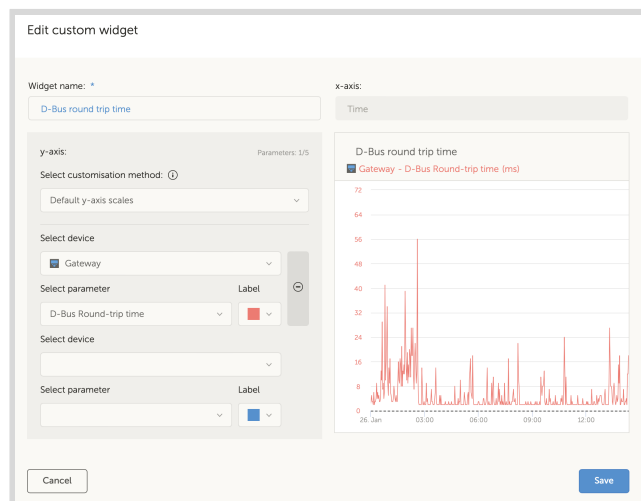 Edit custom widget
Widget name: *
D-Bus round trip time
x-axis:
Time
y-axis:
Parameters: 1/5
Select customisation method:
Default y-axis scales
Select device
Gateway
Select parameter
Label
D-Bus Round-trip time
Select device
Select parameter
Label
D-Bus round trip time
Gateway - D-Bus Round-trip time (ms)
72
64
56
48
40
32
24
16
8
0
26. Jan
03:00
06:00
09:00
12:00
Cancel
Save